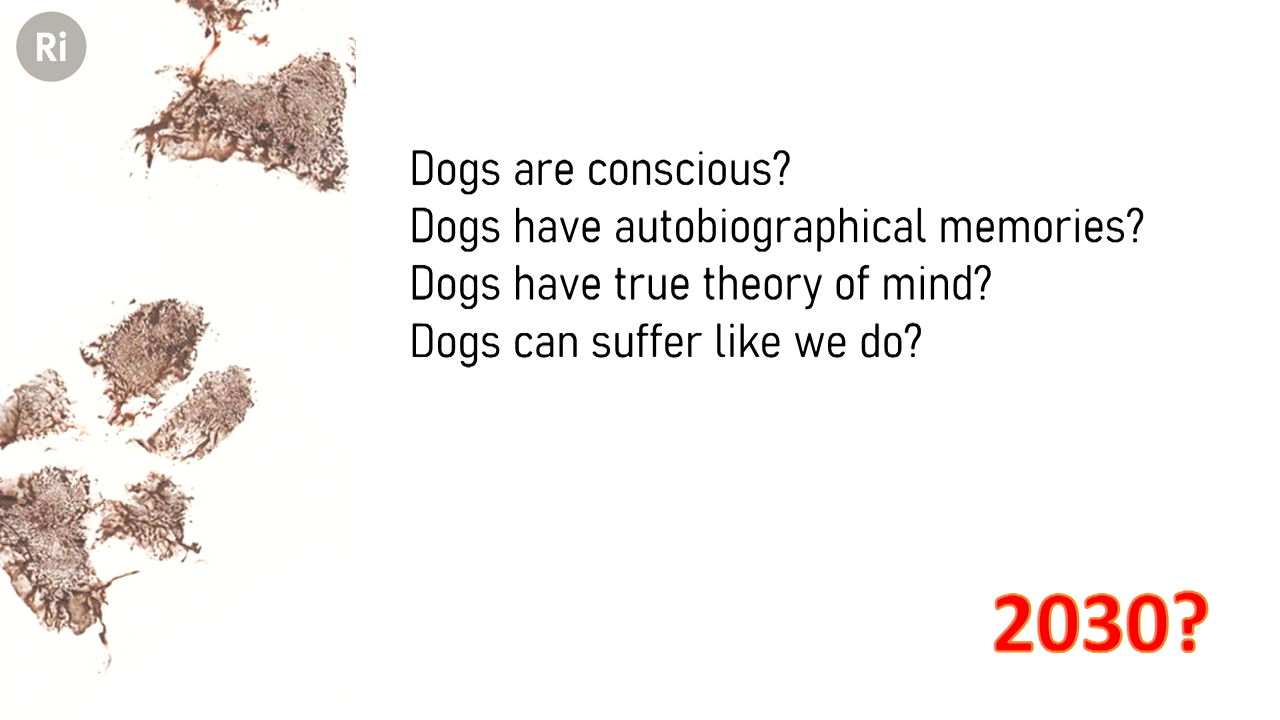 Ri
Dogs are conscious?
Dogs have autobiographical memories?
Dogs have true theory of mind?
Dogs can suffer like we do?
2030?